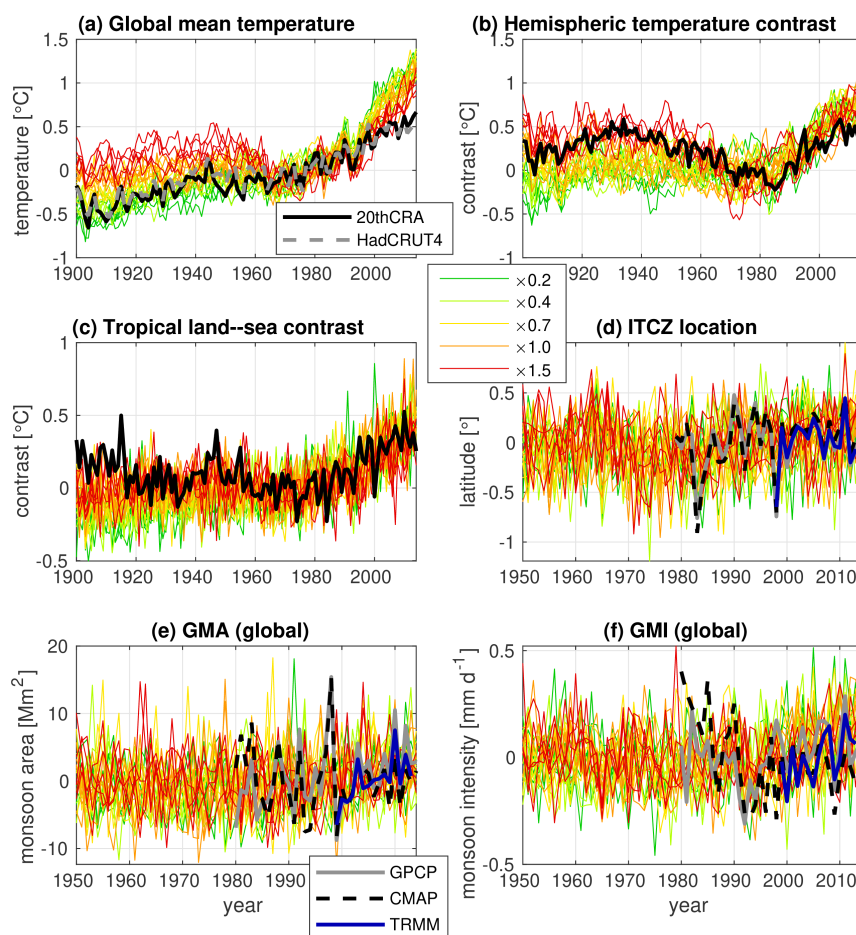 (a) Global mean temperature
(b) Hemispheric temperature contrast
1.5
1
0.5
0
-0.5
-1
temperature [°C]
1900 1920 1940 1960 1980 2000
20thCRA
HadCRUT4
1.5
1
0.5
0
-0.5
-1
contrast [°C]
1920 1940 1960 1980 2000
×0.2
×0.4
×0.7
×1.0
×1.5
(c) Tropical land--sea contrast
(d) ITCZ location
1
0.5
0
-0.5
contrast [°C]
1900 1920 1940 1960 1980 2000
0.5
0
-0.5
-1
latitude [°]
1950 1960 1970 1980 1990 2000 201
(e) GMA (global)
(f) GMI (global)
20
10
0
-10
monsoon area [Mm2]
1950 1960 1970 1980 1990
year
GPCP
CMAP
TRMM
0.5
0
-0.5
monsoon intensity [mm d-1]
1950 1960 1970 1980 1990 2000 201
year